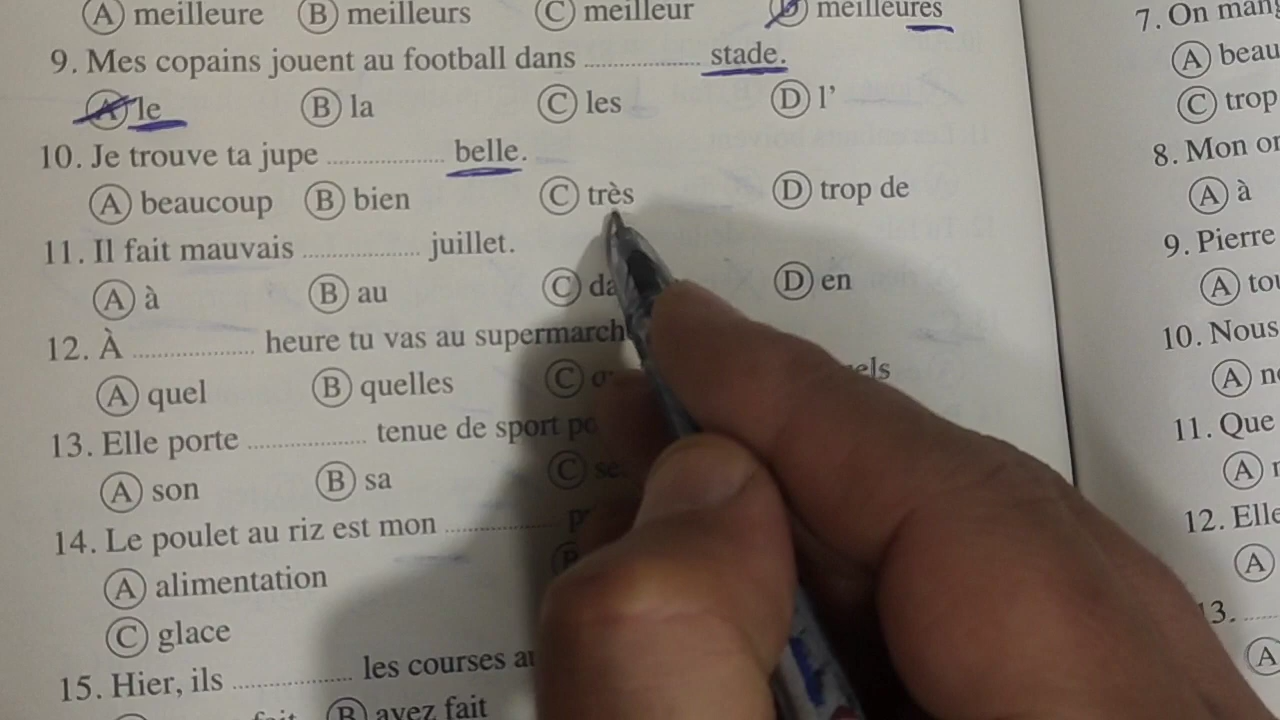 A meilleure B meilleurs C meilleur D meilleures
9. Mes copains jouent au football dans .................... stade.
A le B la C les D l'
10. Je trouve ta jupe .................... belle.
A beaucoup B bien C très D trop de
11. Il fait mauvais .................... juillet.
A à B au C D en
12. À .................... heure tu vas au
A quel B quelles C
13. Elle porte .................... tenue de sport
A son B sa C
14. Le poulet au riz est mon ....................
A alimentation B
C glace
15. Hier, ils .................... les courses
fait B avez fait
7. On
A
C trop
8. Mon
A à
9. Pierre
A
10. Nous
A
11. Que
A
12. Elle
A
13. .....
A